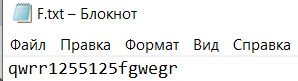 F.txt – Блокнот
Файл Правка Формат Вид Справка
qwrr1255125fgwegr